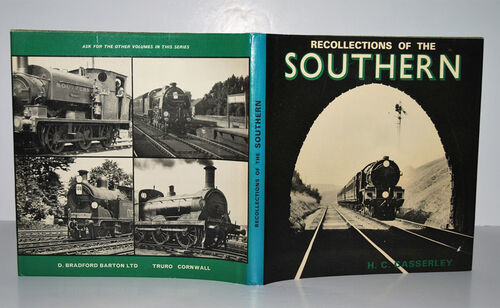 ASK FOR THE OTHER VOLUMES IN THIS SERIES
SOUTHERN
D. BRADFORD BARTON LTD TRURO CORNWALL
RECOLLECTIONS OF THE SOUTHERN
RECOLLECTIONS OF THE
SOUTHERN
H. C. CASSERLEY